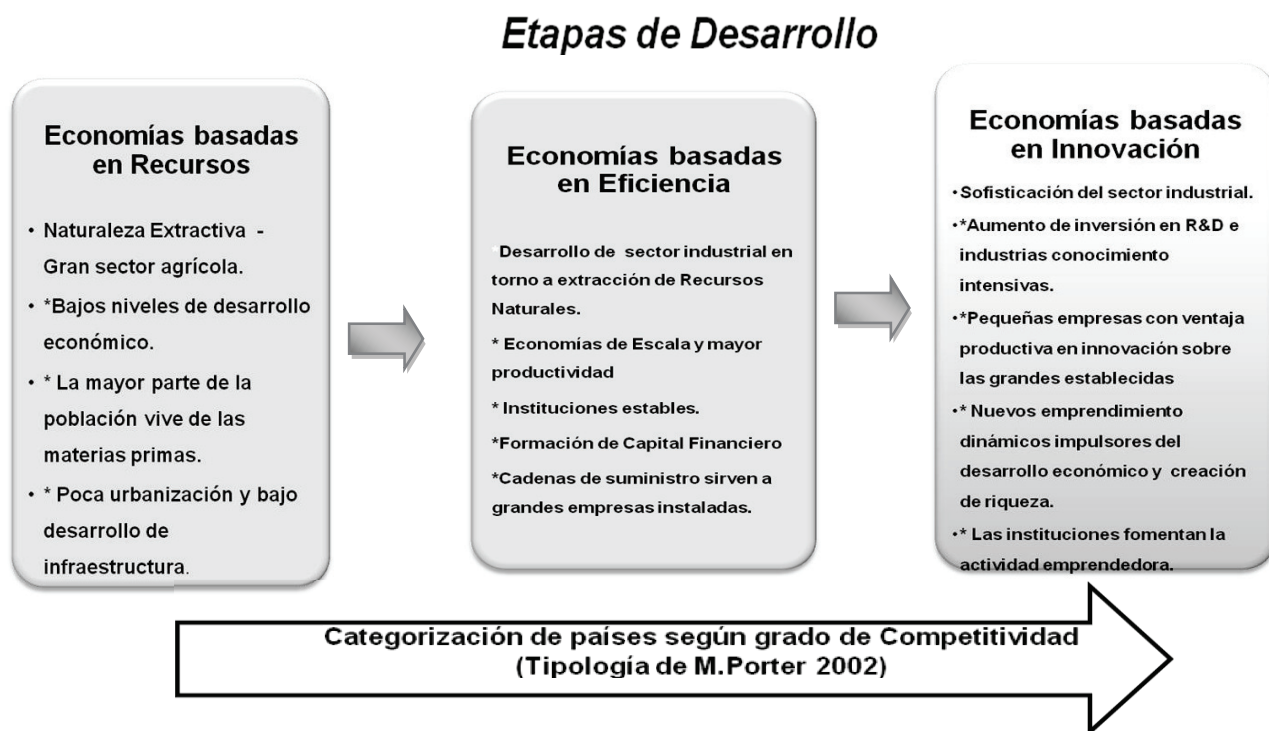 Etapas de Desarrollo
Economías basadas
en Recursos
• Naturaleza Extractiva -
Gran sector agrícola.
• *Bajos niveles de desarrollo
económico.
• * La mayor parte de la
población vive de las
materias primas.
• * Poca urbanización y bajo
desarrollo de
infraestructura.
Economías basadas
en Eficiencia
*Desarrollo de sector industrial en
torno a extracción de Recursos
Naturales.
* Economías de Escala y mayor
productividad
* Instituciones estables.
*Formación de Capital Financiero
*Cadenas de suministro sirven a
grandes empresas instaladas.
Economías basadas
en Innovación
•Sofisticación del sector industrial.
•*Aumento de inversión en R&D e
industrias conocimiento
intensivas.
•*Pequeñas empresas con ventaja
productiva en innovación sobre
las grandes establecidas
•* Nuevos emprendimiento
dinámicos impulsores del
desarrollo económico y creación
de riqueza.
•* Las instituciones fomentan la
actividad emprendedora.
Categorización de países según grado de Competitividad
(Tipología de M.Porter 2002)